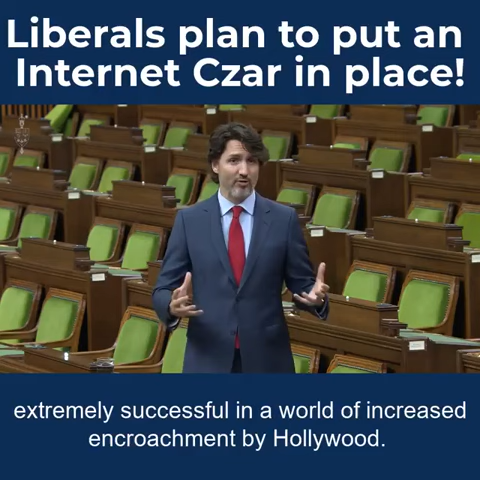 Liberals plan to put an
Internet Czar in place!
extremely successful in a world of increased
encroachment by Hollywood.